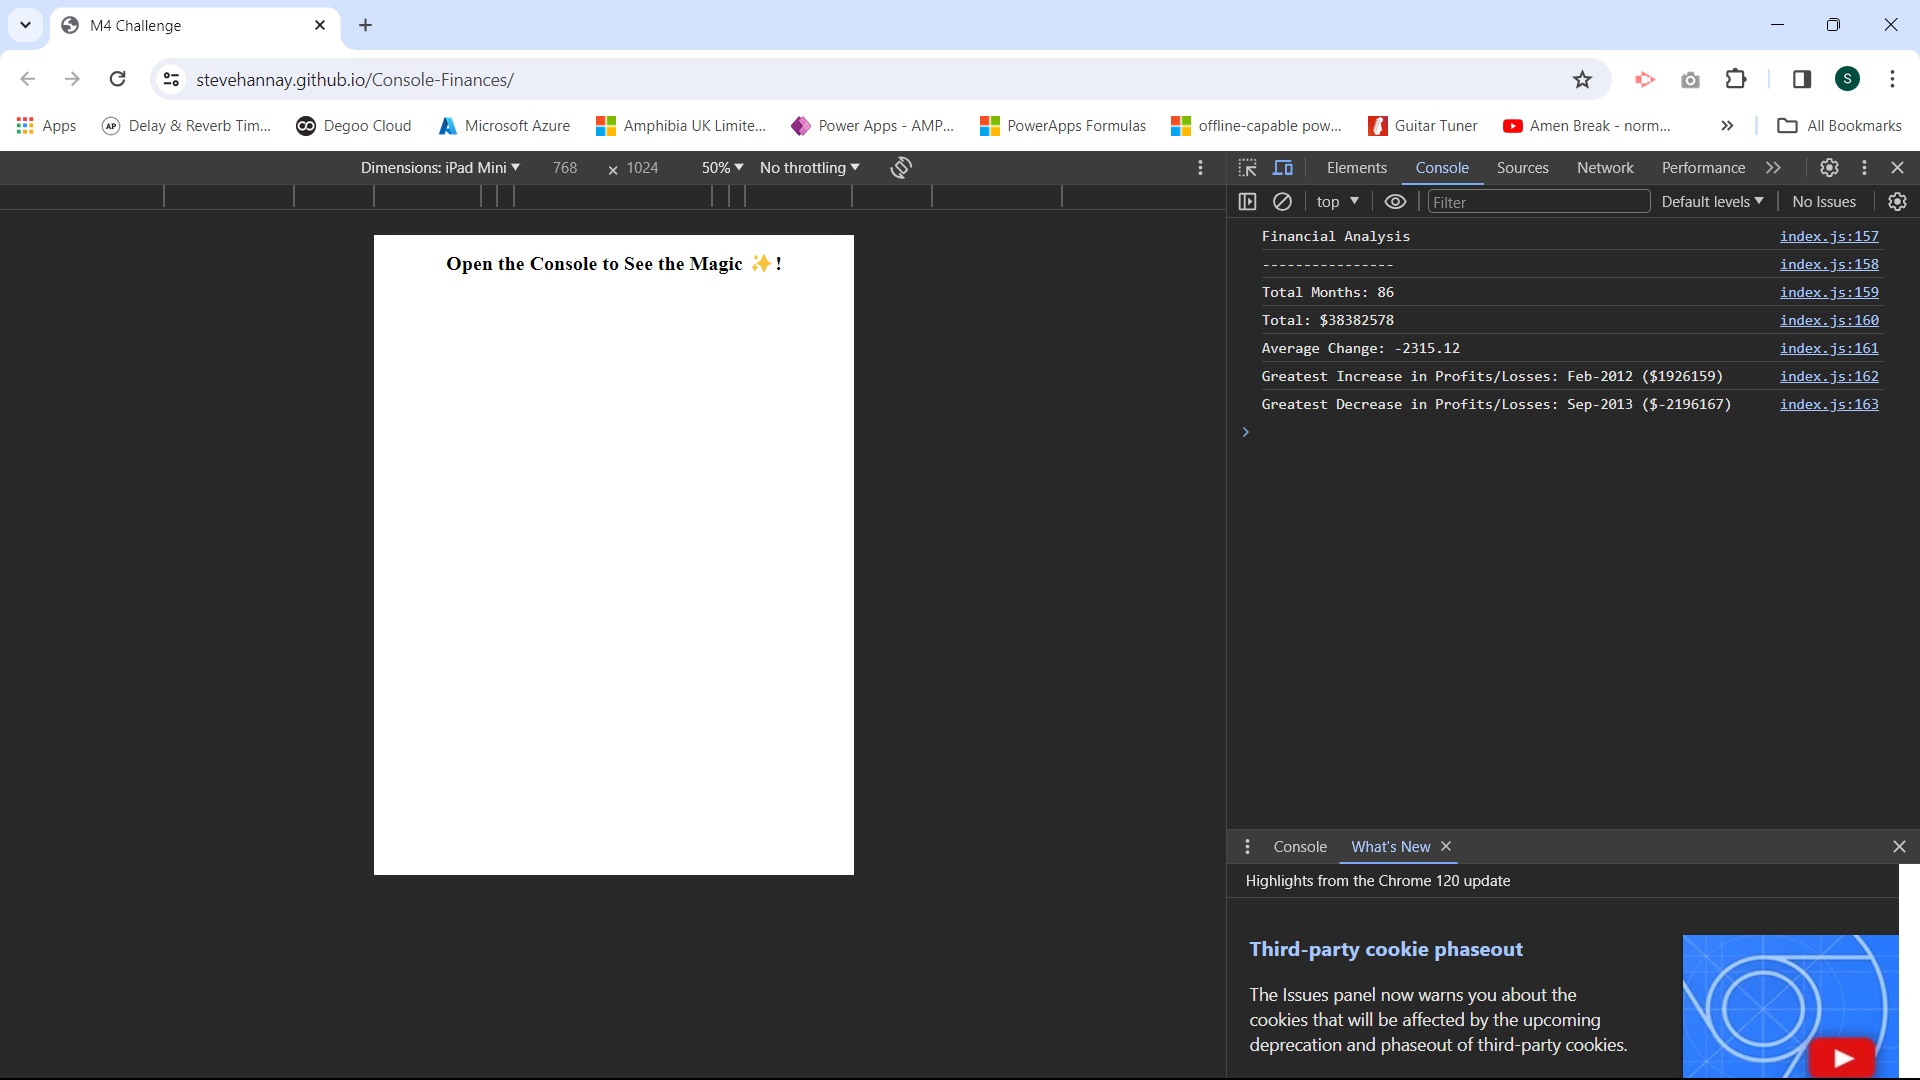 M4 Challenge
stevehannay.github.io/Console-Finances/
S
Apps
AP
Delay & Reverb Tim...
Degoo Cloud
Microsoft Azure
Amphibia UK Limite...
Power Apps - AMP...
PowerApps Formulas
offline-capable pow...
Guitar Tuner
Amen Break - norm...
All Bookmarks
Dimensions: iPad Mini
768
x
1024
50%
No throttling
Elements
Console
Sources
Network
Performance
top
Filter
Default levels
No Issues
Open the Console to See the Magic ✨!
Financial Analysis index.js:157
---------------- index.js:158
Total Months: 86 index.js:159
Total: $38382578 index.js:160
Average Change: -2315.12 index.js:161
Greatest Increase in Profits/Losses: Feb-2012 ($1926159) index.js:162
Greatest Decrease in Profits/Losses: Sep-2013 ($-2196167) index.js:163
Console
What's New
Highlights from the Chrome 120 update
Third-party cookie phaseout
The Issues panel now warns you about the
cookies that will be affected by the upcoming
deprecation and phaseout of third-party cookies.